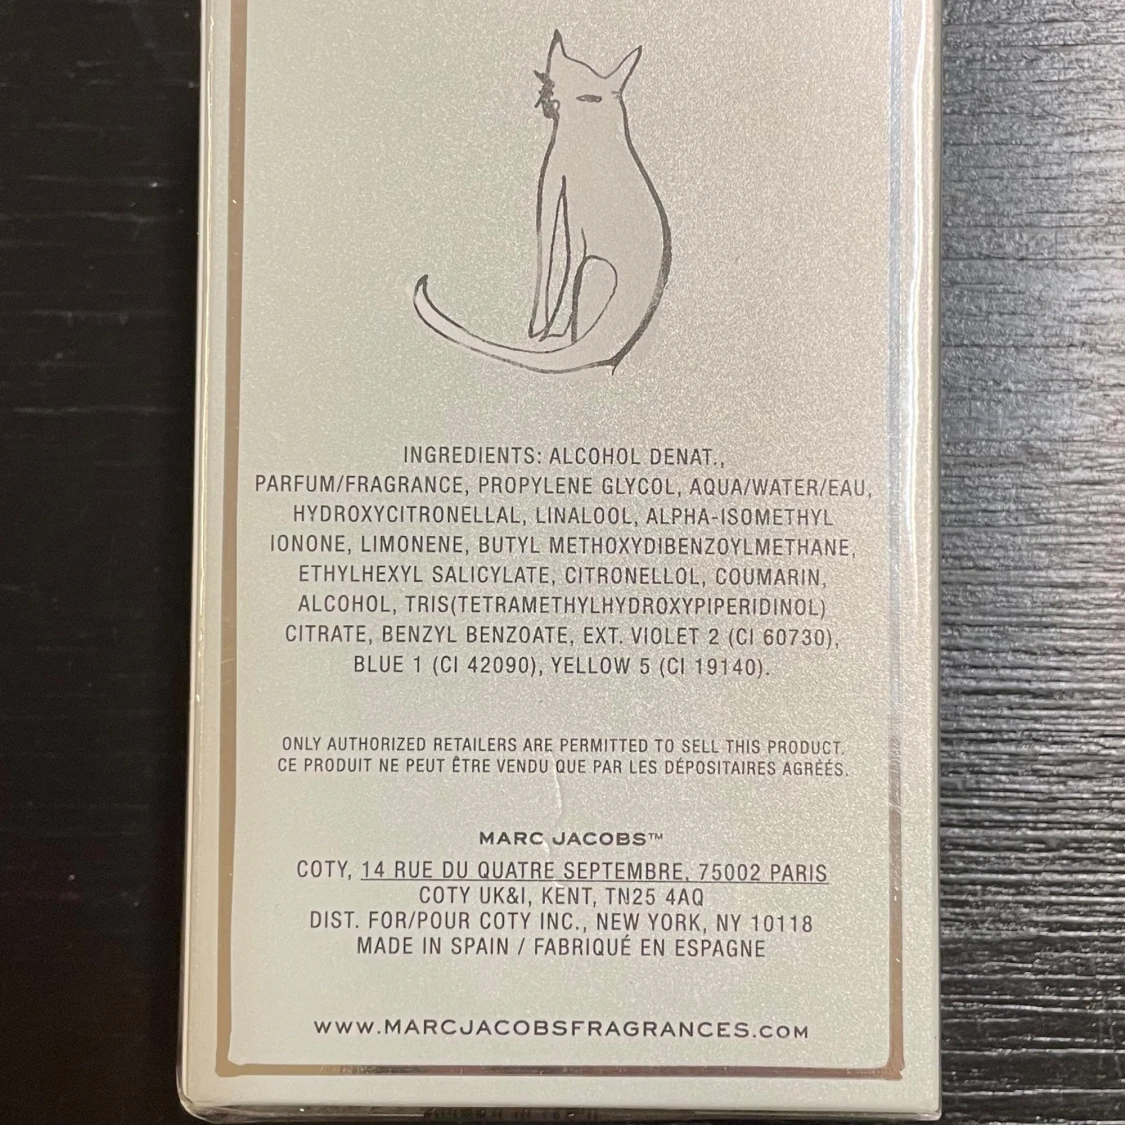 INGREDIENTS: ALCOHOL DENAT.,
PARFUM/FRAGRANCE, PROPYLENE GLYCOL, AQUA/WATER/EAU,
HYDROXYCITRONELLAL, LINALOOL, ALPHA-ISOMETHYL
IONONE, LIMONENE, BUTYL METHOXYDIBENZOYLMETHANE,
ETHYLHEXYL SALICYLATE, CITRONELLOL, COUMARIN,
ALCOHOL, TRIS(TETRAMETHYLHYDROXYPIPERIDINOL)
CITRATE, BENZYL BENZOATE, EXT. VIOLET 2 (CI 60730),
BLUE 1 (CI 42090), YELLOW 5 (CI 19140).
ONLY AUTHORIZED RETAILERS ARE PERMITTED TO SELL THIS PRODUCT.
CE PRODUIT NE PEUT ÊTRE VENDU QUE PAR LES DÉPOSITAIRES AGRÉÉS.
MARC JACOBS™
COTY, 14 RUE DU QUATRE SEPTEMBRE, 75002 PARIS
COTY UK&I, KENT, TN25 4AQ
DIST. FOR/POUR COTY INC., NEW YORK, NY 10118
MADE IN SPAIN / FABRIQUÉ EN ESPAGNE
WWW.MARCJACOBSFRAGRANCES.COM